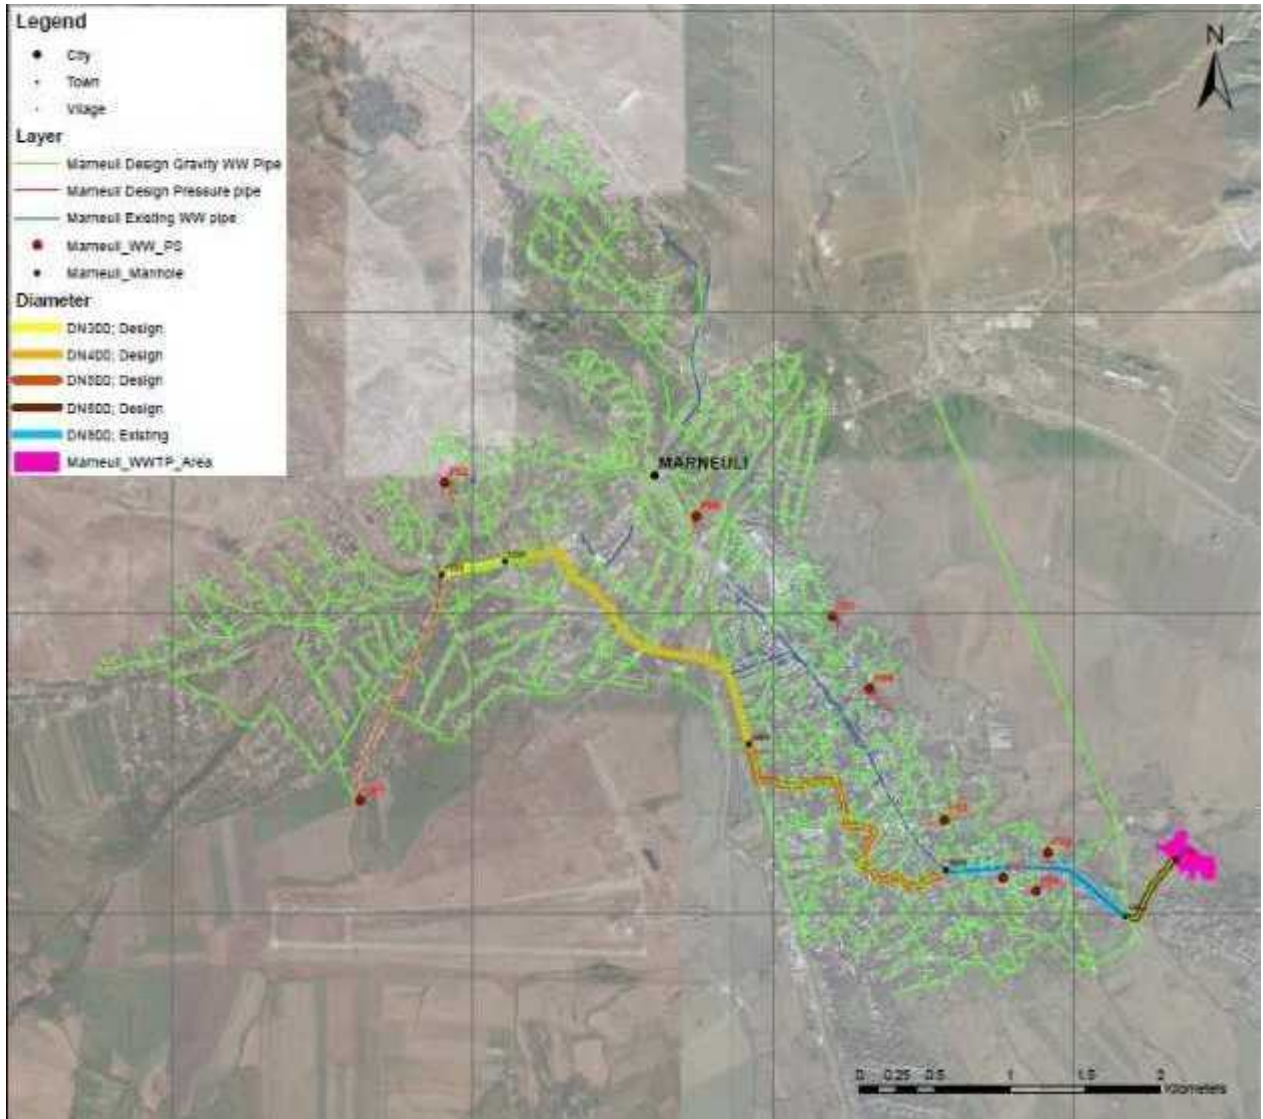 Legend
City
Town
Village
Layer
Marneuli Design Gravity WW Pipe
Marneuli Design Pressure pipe
Marneuli Existing WW pipe
Marneuli_WW_PS
Marneuli_Manhole
Diameter
DN300; Design
DN400; Design
DN500; Design
DN600; Design
DN600; Existing
Marneuli_WWTP_Area
N
MARNEULI
0 0.25 0.5 1 1.5 2
Kilometers